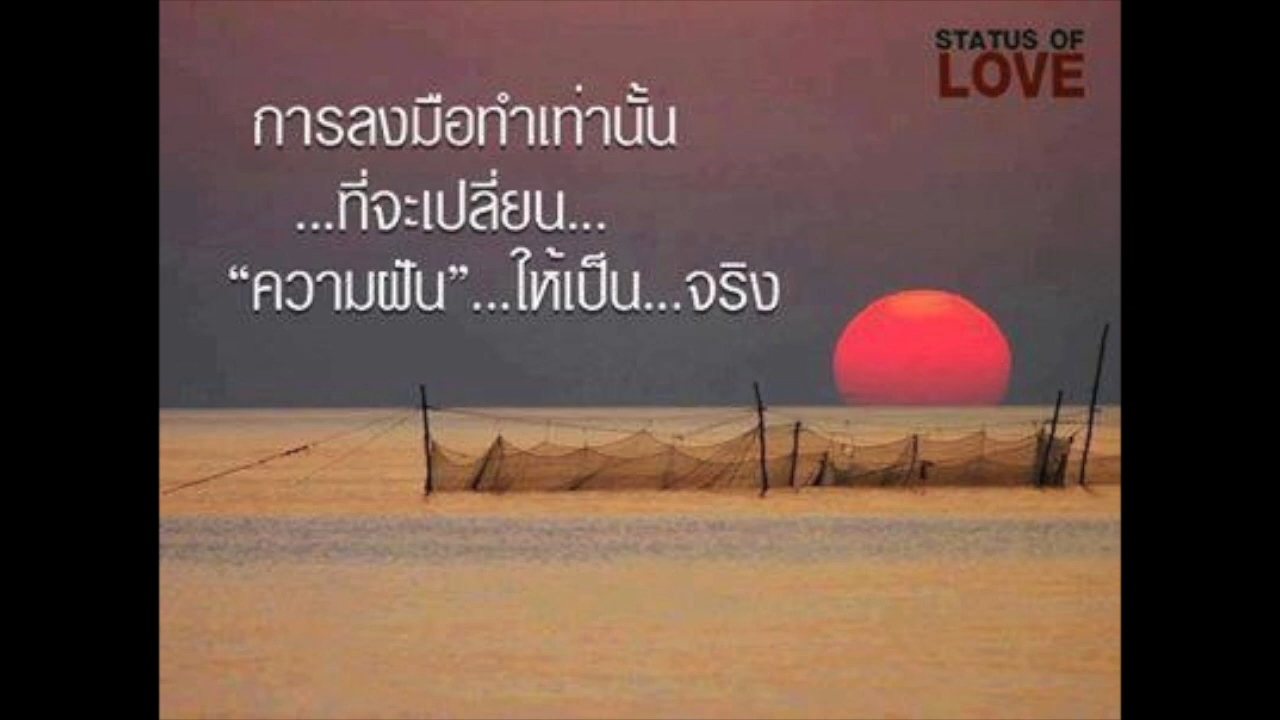 STATUS OF
LOVE
การลงมือทำเท่านั้น
...ที่จะเปลี่ยน...
“ความฝัน”...ให้เป็น...จริง